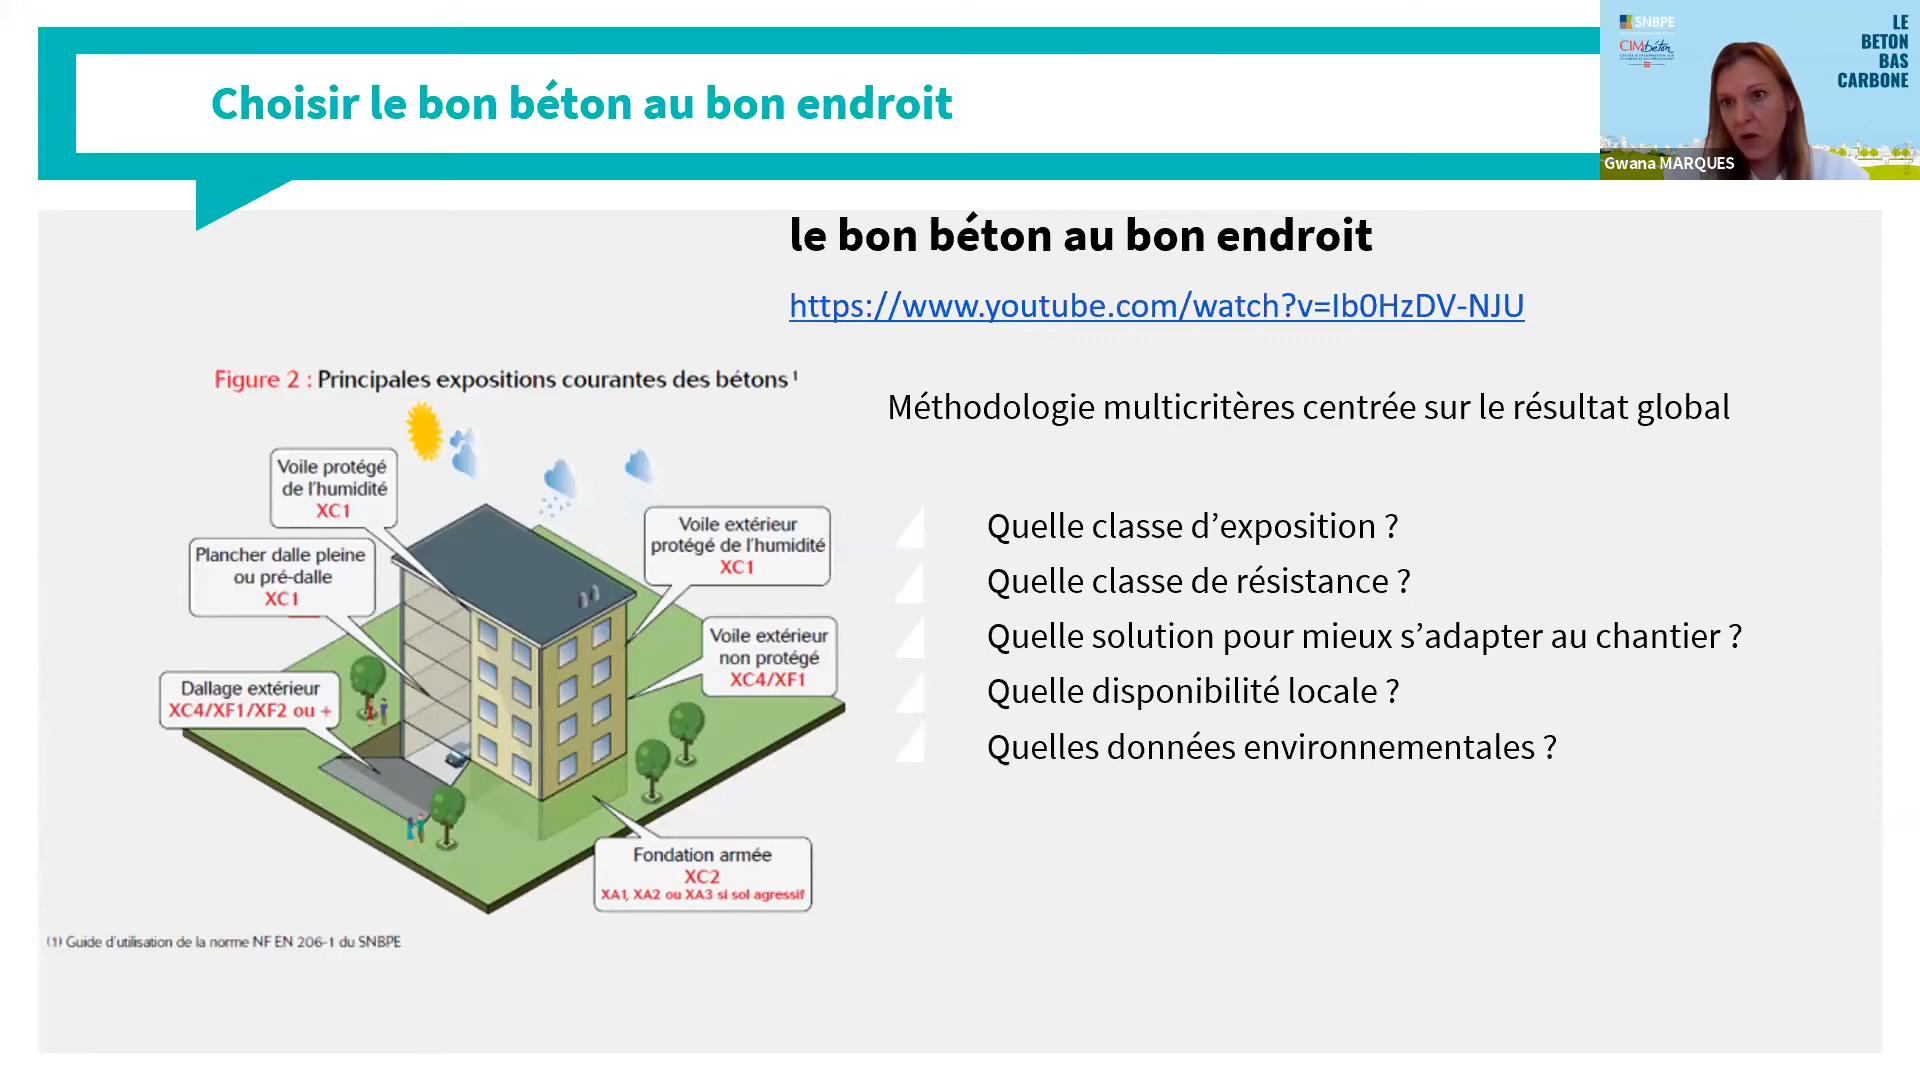 Choisir le bon béton au bon endroit
SNBPE
CIMbéton
LE
BETON
BAS
CARBONE
Gwana MARQUES
le bon béton au bon endroit
https://www.youtube.com/watch?v=Ib0HzDV-NJU
Figure 2 : Principales expositions courantes des bétons ¹
Voile protégé
de l'humidité
XC1
Plancher dalle pleine
ou pré-dalle
XC1
Dallage extérieur
XC4/XF1/XF2 ou +
Voile extérieur
protégé de l'humidité
XC1
Voile extérieur
non protégé
XC4/XF1
Fondation armée
XC2
XA1, XA2 ou XA3 si sol agressif
(1) Guide d'utilisation de la norme NF EN 206-1 du SNBPE
Méthodologie multicritères centrée sur le résultat global
Quelle classe d’exposition ?
Quelle classe de résistance ?
Quelle solution pour mieux s’adapter au chantier ?
Quelle disponibilité locale ?
Quelles données environnementales ?